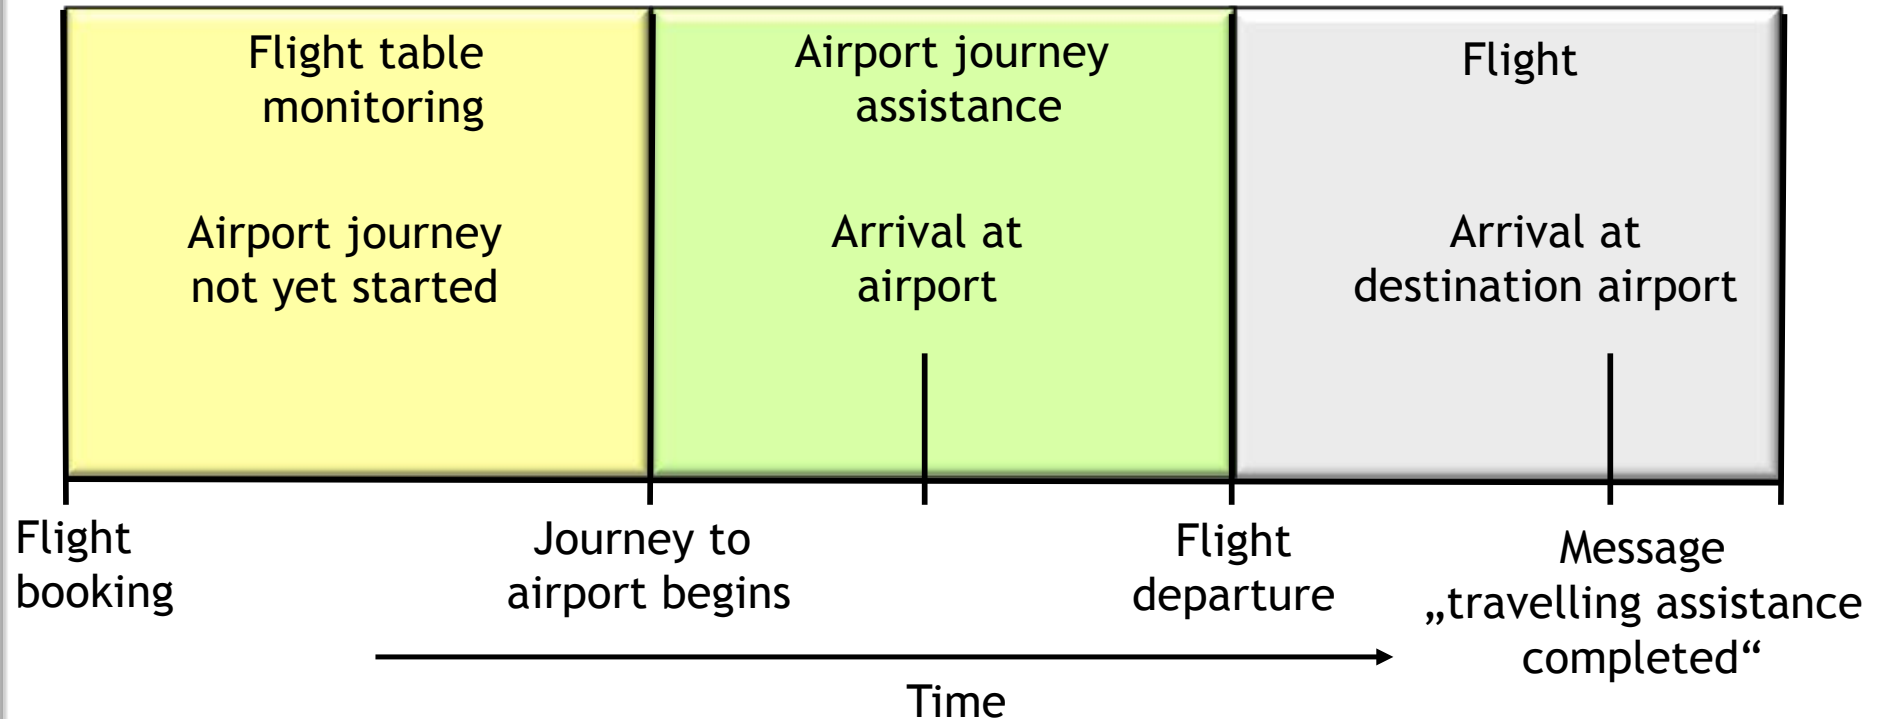 Flight table
monitoring
Airport journey
not yet started
Airport journey
assistance
Arrival at
airport
Flight
Arrival at
destination airport
Flight
booking
Journey to
airport begins
Flight
departure
Message
„travelling assistance
completed“
Time